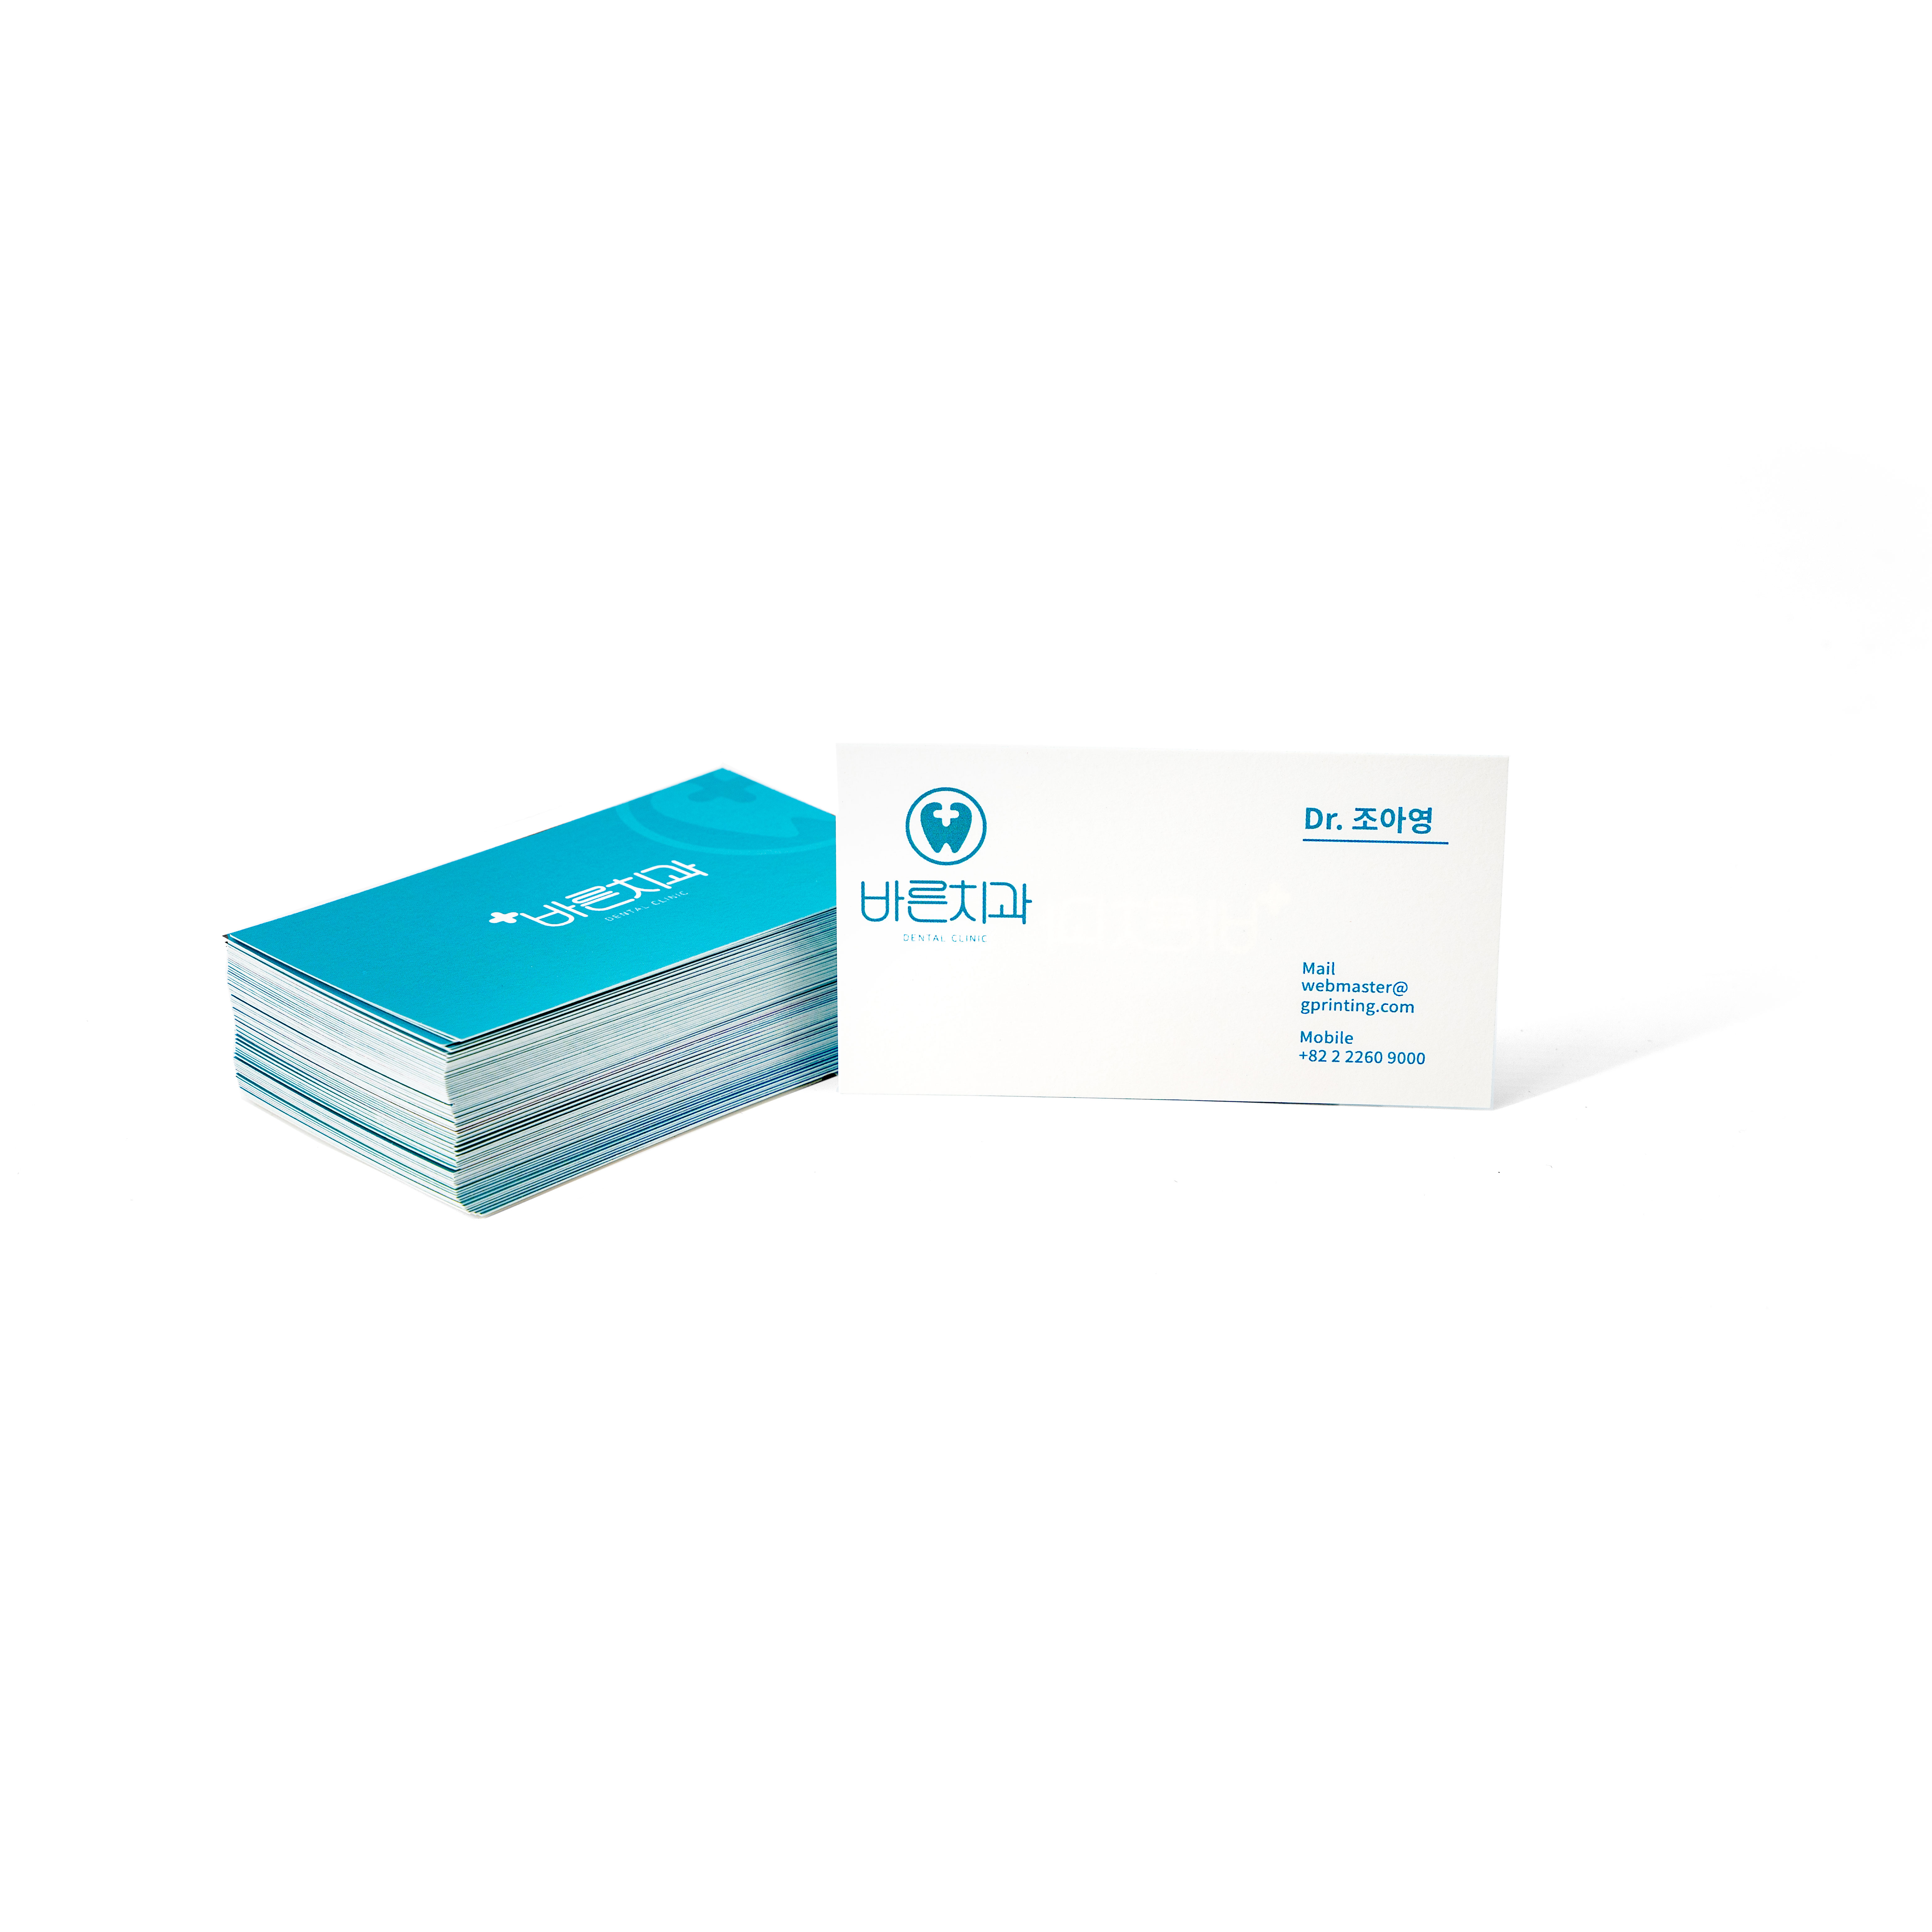 바른치과
DENTAL CLINIC
바른치과
DENTAL CLINIC
Dr. 조아영
Mail
webmaster@
gprinting.com
Mobile
+82 2 2260 9000